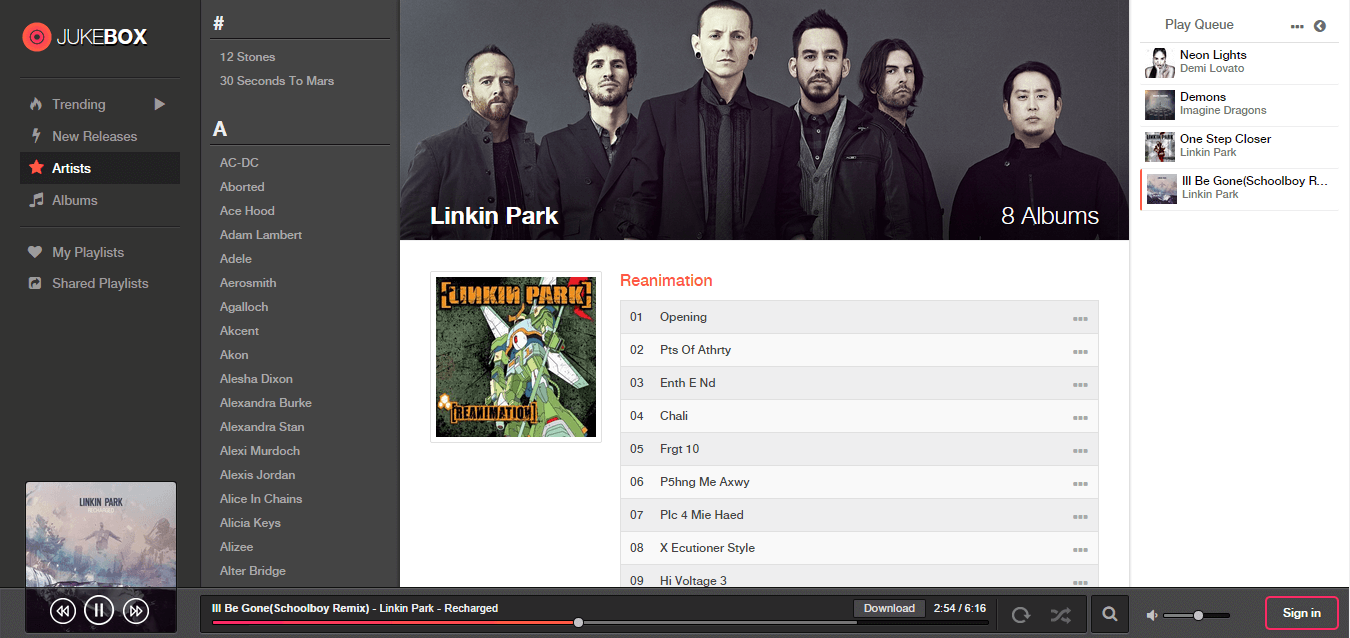 JUKEBOX
Trending
New Releases
Artists
Albums
My Playlists
Shared Playlists
LINKIN PARK
RECHARGED
#
12 Stones
30 Seconds To Mars
A
AC-DC
Aborted
Ace Hood
Adam Lambert
Adele
Aerosmith
Agalloch
Akcent
Akon
Alesha Dixon
Alexandra Burke
Alexandra Stan
Alexi Murdoch
Alexis Jordan
Alice In Chains
Alicia Keys
Alizee
Alter Bridge
Linkin Park
8 Albums
LINKIN PARK
REANIMATION
Reanimation
01 Opening
02 Pts Of Athrty
03 Enth E Nd
04 Chali
05 Frgt 10
06 P5hng Me Axwy
07 Plc 4 Mie Haed
08 X Ecutioner Style
09 Hi Voltage 3
Play Queue
Neon Lights
Demi Lovato
Demons
Imagine Dragons
One Step Closer
Linkin Park
Ill Be Gone(Schoolboy R...
Linkin Park
Ill Be Gone(Schoolboy Remix) - Linkin Park - Recharged
Download
2:54 / 6:16
Sign in